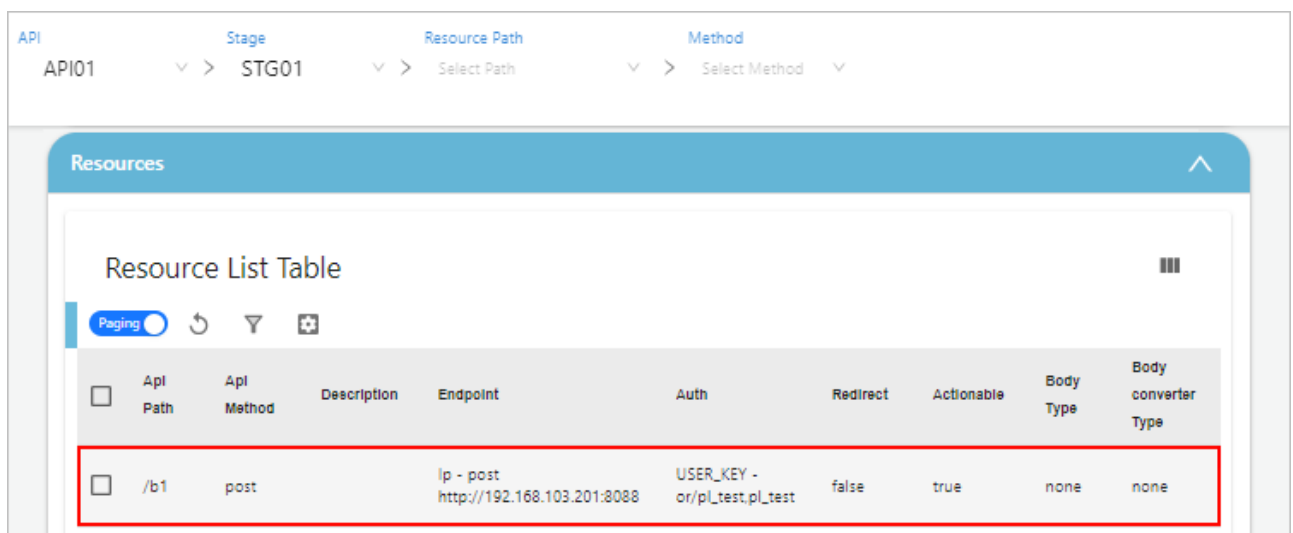 API Stage Resource Path Method
API01 > STG01 > Select Path > Select Method
Resources
Resource List Table
Paging
Api Path Api Method Description Endpoint Auth Redirect Actionable Body Type Body converter Type
/b1 post Ip - post http://192.168.103.201:8088 USER_KEY - or/pl_test,pl_test false true none none